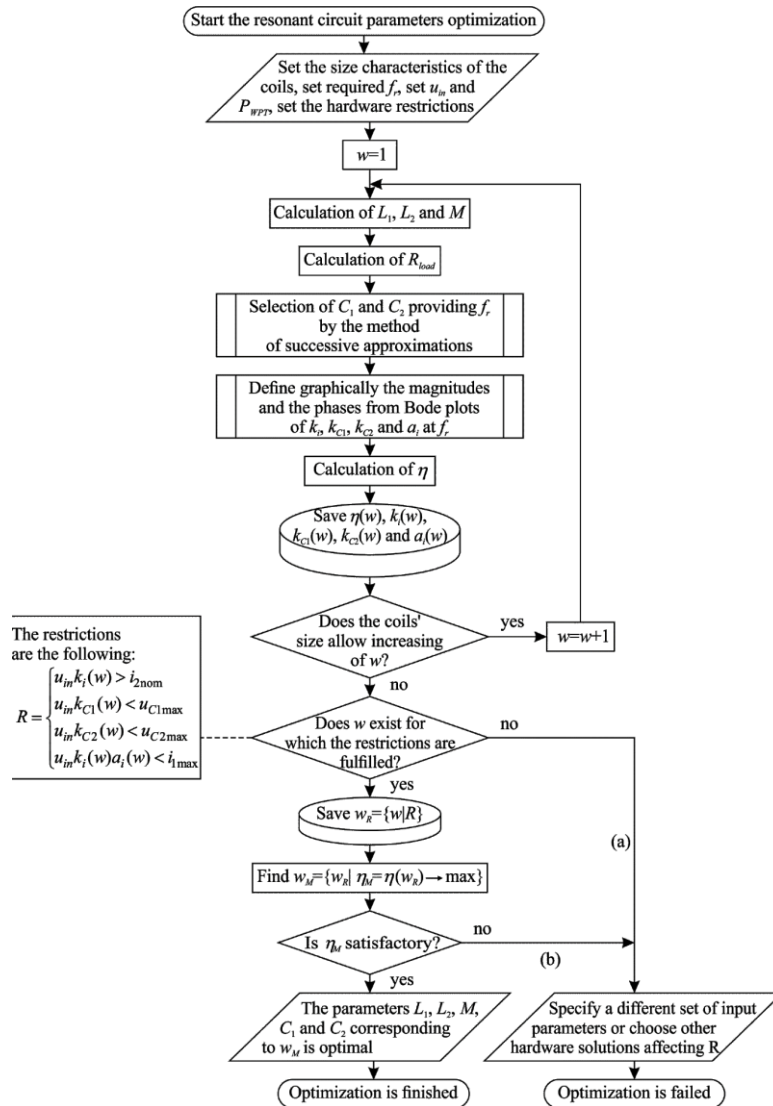 Start the resonant circuit parameters optimization
Set the size characteristics of the
coils, set required f_r, set u_in and
P_WPT, set the hardware restrictions
w=1
Calculation of L_1, L_2 and M
Calculation of R_load
Selection of C_1 and C_2 providing f_r
by the method
of successive approximations
Define graphically the magnitudes
and the phases from Bode plots
of k_i, k_C1, k_C2 and a_i at f_r
Calculation of η
Save η(w), k_i(w),
k_C1(w), k_C2(w) and a_i(w)
Does the coils'
size allow increasing
of w?
yes
w=w+1
no
The restrictions
are the following:
R = {
u_in k_i(w) > i_2nom
u_in k_C1(w) < u_C1max
u_in k_C2(w) < u_C2max
u_in k_i(w)a_i(w) < i_1max
Does w exist for
which the restrictions are
fulfilled?
no
yes
Save w_R={w|R}
(a)
Find w_M={w_R| η_M=η(w_R)→max}
Is η_M satisfactory?
no
(b)
yes
The parameters L_1, L_2, M,
C_1 and C_2 corresponding
to w_M is optimal
Specify a different set of input
parameters or choose other
hardware solutions affecting R
Optimization is finished
Optimization is failed